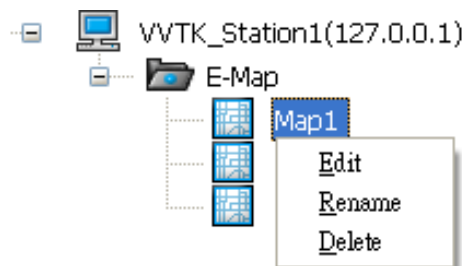 VVTK_Station1(127.0.0.1)
E-Map
Map1
Edit
Rename
Delete